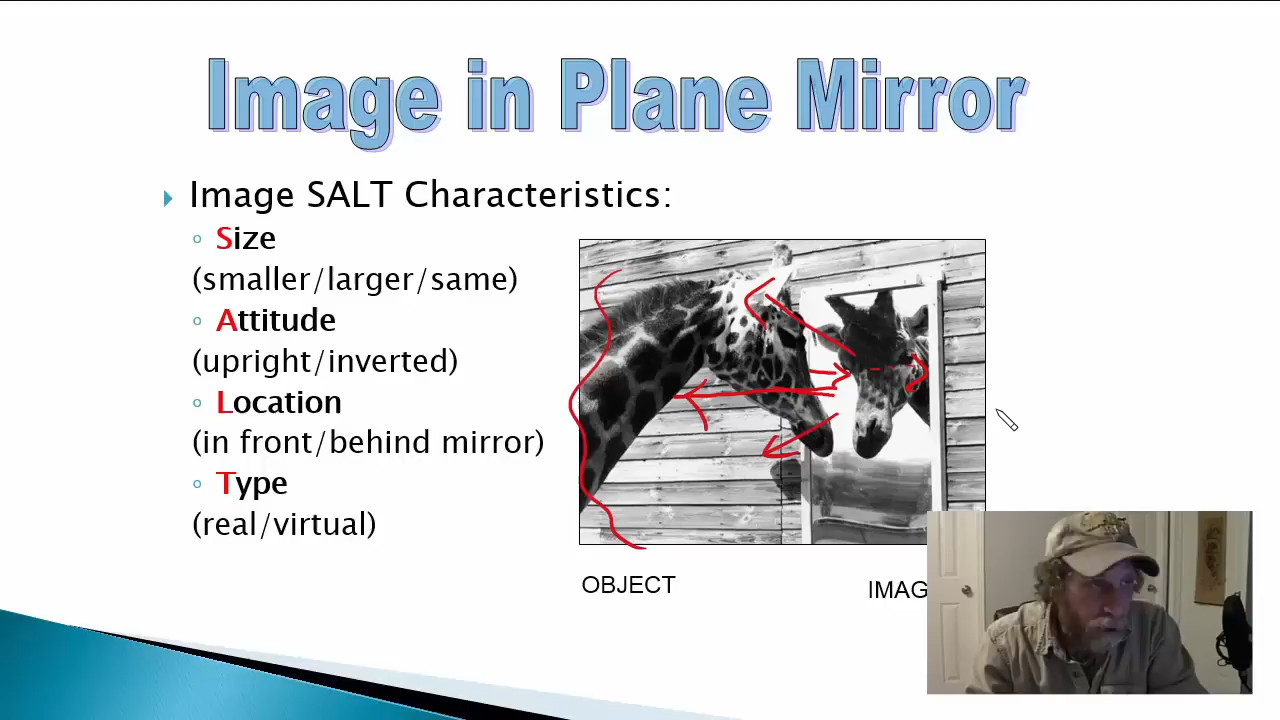 Image in Plane Mirror
Image SALT Characteristics:
Size
(smaller/larger/same)
Attitude
(upright/inverted)
Location
(in front/behind mirror)
Type
(real/virtual)
OBJECT
IMAG